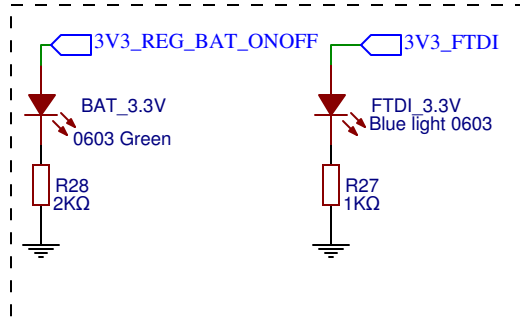 3V3_REG_BAT_ONOFF
3V3_FTDI
BAT_3.3V
0603 Green
FTDI_3.3V
Blue light 0603
R28
2KΩ
R27
1KΩ